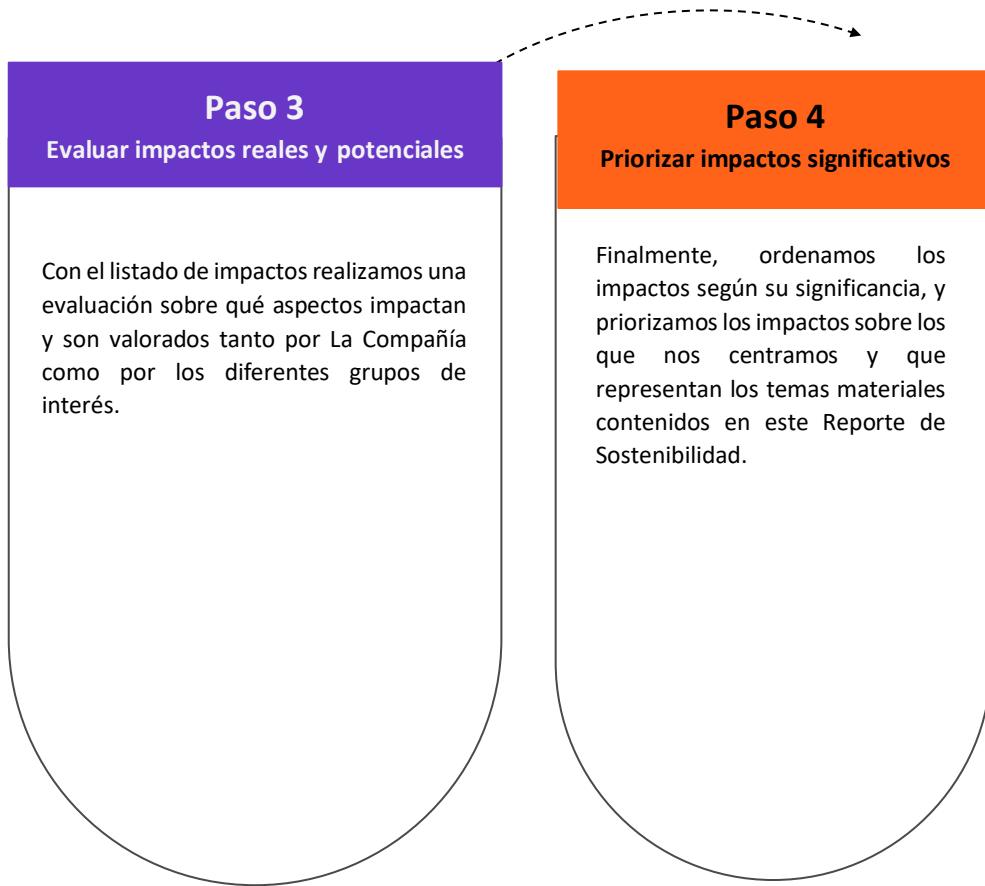 Paso 3
Evaluar impactos reales y potenciales
Con el listado de impactos realizamos una
evaluación sobre qué aspectos impactan
y son valorados tanto por La Compañía
como por los diferentes grupos de
interés.
Paso 4
Priorizar impactos significativos
Finalmente, ordenamos los
impactos según su significancia, y
priorizamos los impactos sobre los
que nos centramos y que
representan los temas materiales
contenidos en este Reporte de
Sostenibilidad.